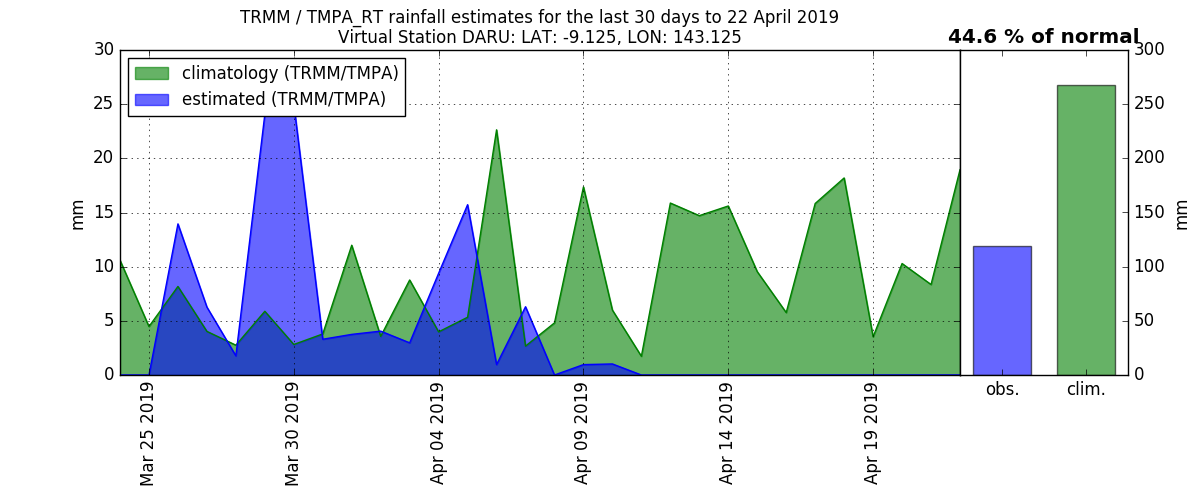 TRMM / TMPA_RT rainfall estimates for the last 30 days to 22 April 2019
Virtual Station DARU: LAT: -9.125, LON: 143.125
44.6 % of normal
climatology (TRMM/TMPA)
estimated (TRMM/TMPA)
30
25
20
15
10
5
0
mm
Mar 25 2019
Mar 30 2019
Apr 04 2019
Apr 09 2019
Apr 14 2019
Apr 19 2019
obs.
clim.
300
250
200
150
100
50
0
mm